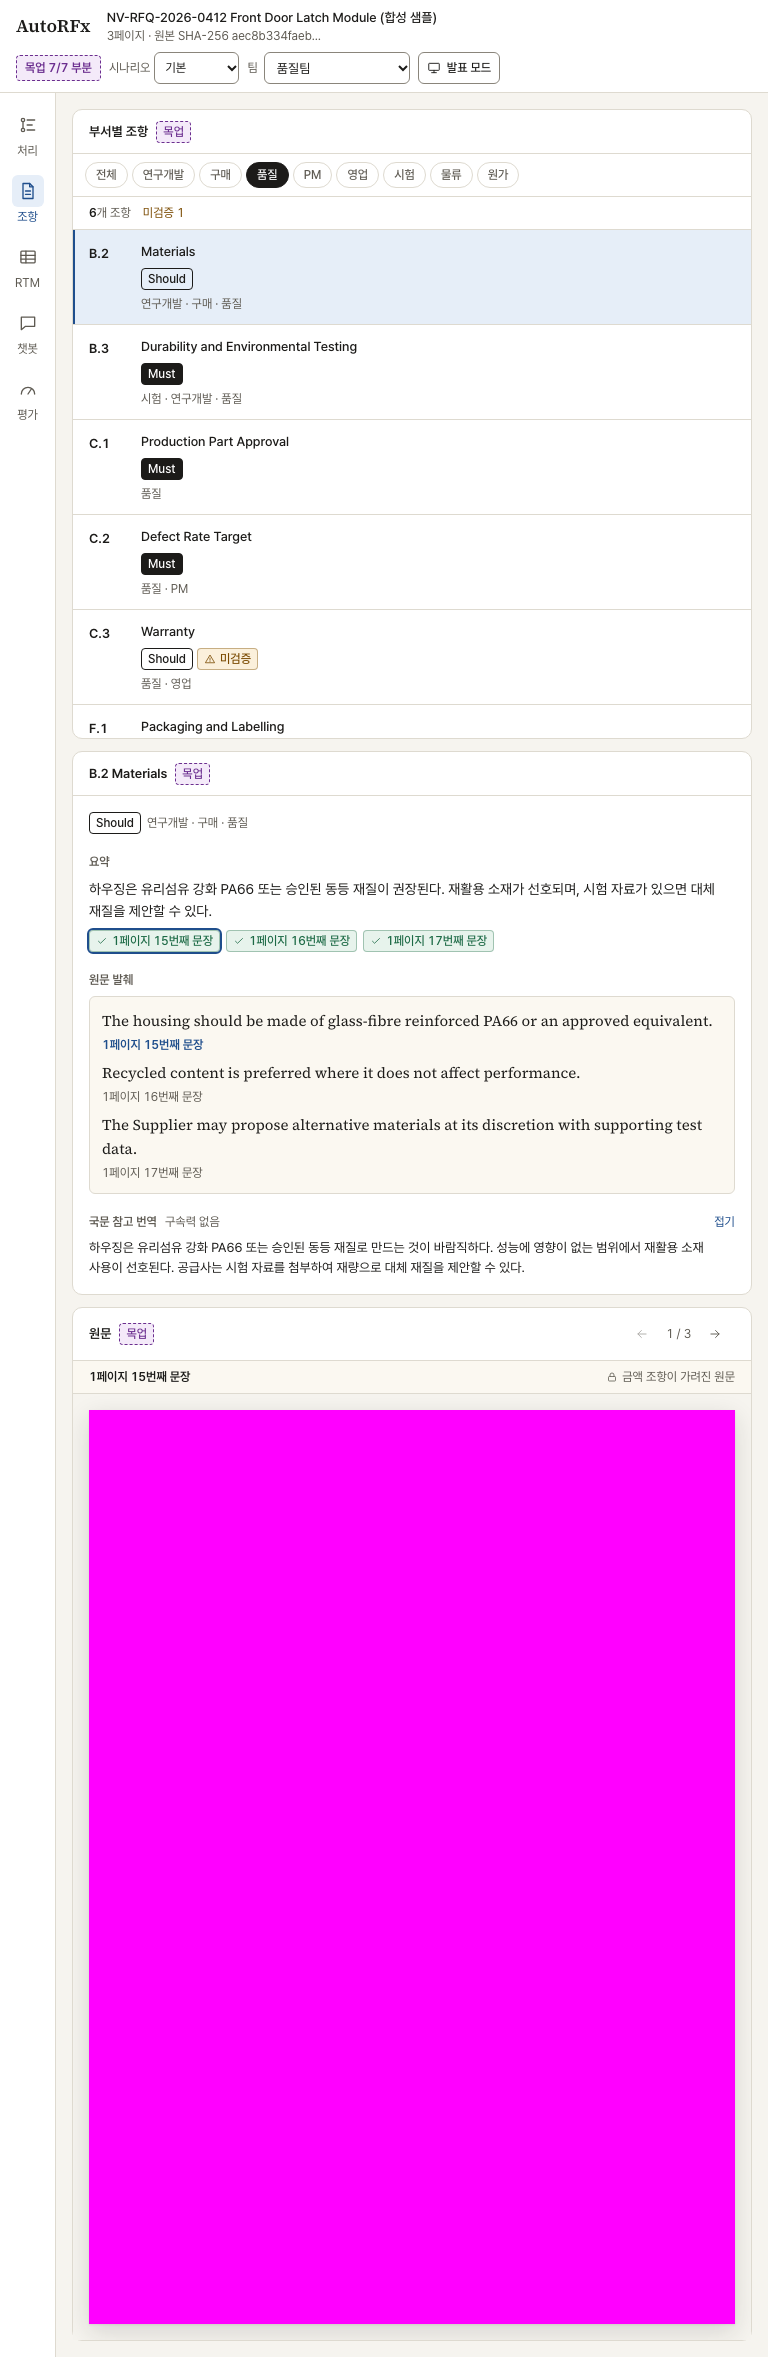 AutoRFx
NV-RFQ-2026-0412 Front Door Latch Module (합성 샘플)
3페이지 · 원본 SHA-256 aec8b334faeb...
목업 7/7 부분
시나리오
기본
팀
품질팀
발표 모드
처리
조항
RTM
챗봇
평가
부서별 조항 목업
전체 연구개발 구매 품질 PM 영업 시험 물류 원가
6개 조항 미검증 1
B.2 Materials
Should
연구개발 · 구매 · 품질
B.3 Durability and Environmental Testing
Must
시험 · 연구개발 · 품질
C.1 Production Part Approval
Must
품질
C.2 Defect Rate Target
Must
품질 · PM
C.3 Warranty
Should 미검증
품질 · 영업
F.1 Packaging and Labelling
B.2 Materials 목업
Should 연구개발 · 구매 · 품질
요약
하우징은 유리섬유 강화 PA66 또는 승인된 동등 재질이 권장된다. 재활용 소재가 선호되며, 시험 자료가 있으면 대체
재질을 제안할 수 있다.
1페이지 15번째 문장 1페이지 16번째 문장 1페이지 17번째 문장
원문 발췌
The housing should be made of glass-fibre reinforced PA66 or an approved equivalent.
1페이지 15번째 문장
Recycled content is preferred where it does not affect performance.
1페이지 16번째 문장
The Supplier may propose alternative materials at its discretion with supporting test
data.
1페이지 17번째 문장
국문 참고 번역 구속력 없음 접기
하우징은 유리섬유 강화 PA66 또는 승인된 동등 재질로 만드는 것이 바람직하다. 성능에 영향이 없는 범위에서 재활용 소재
사용이 선호된다. 공급사는 시험 자료를 첨부하여 재량으로 대체 재질을 제안할 수 있다.
원문 목업 1 / 3
1페이지 15번째 문장 금액 조항이 가려진 원문